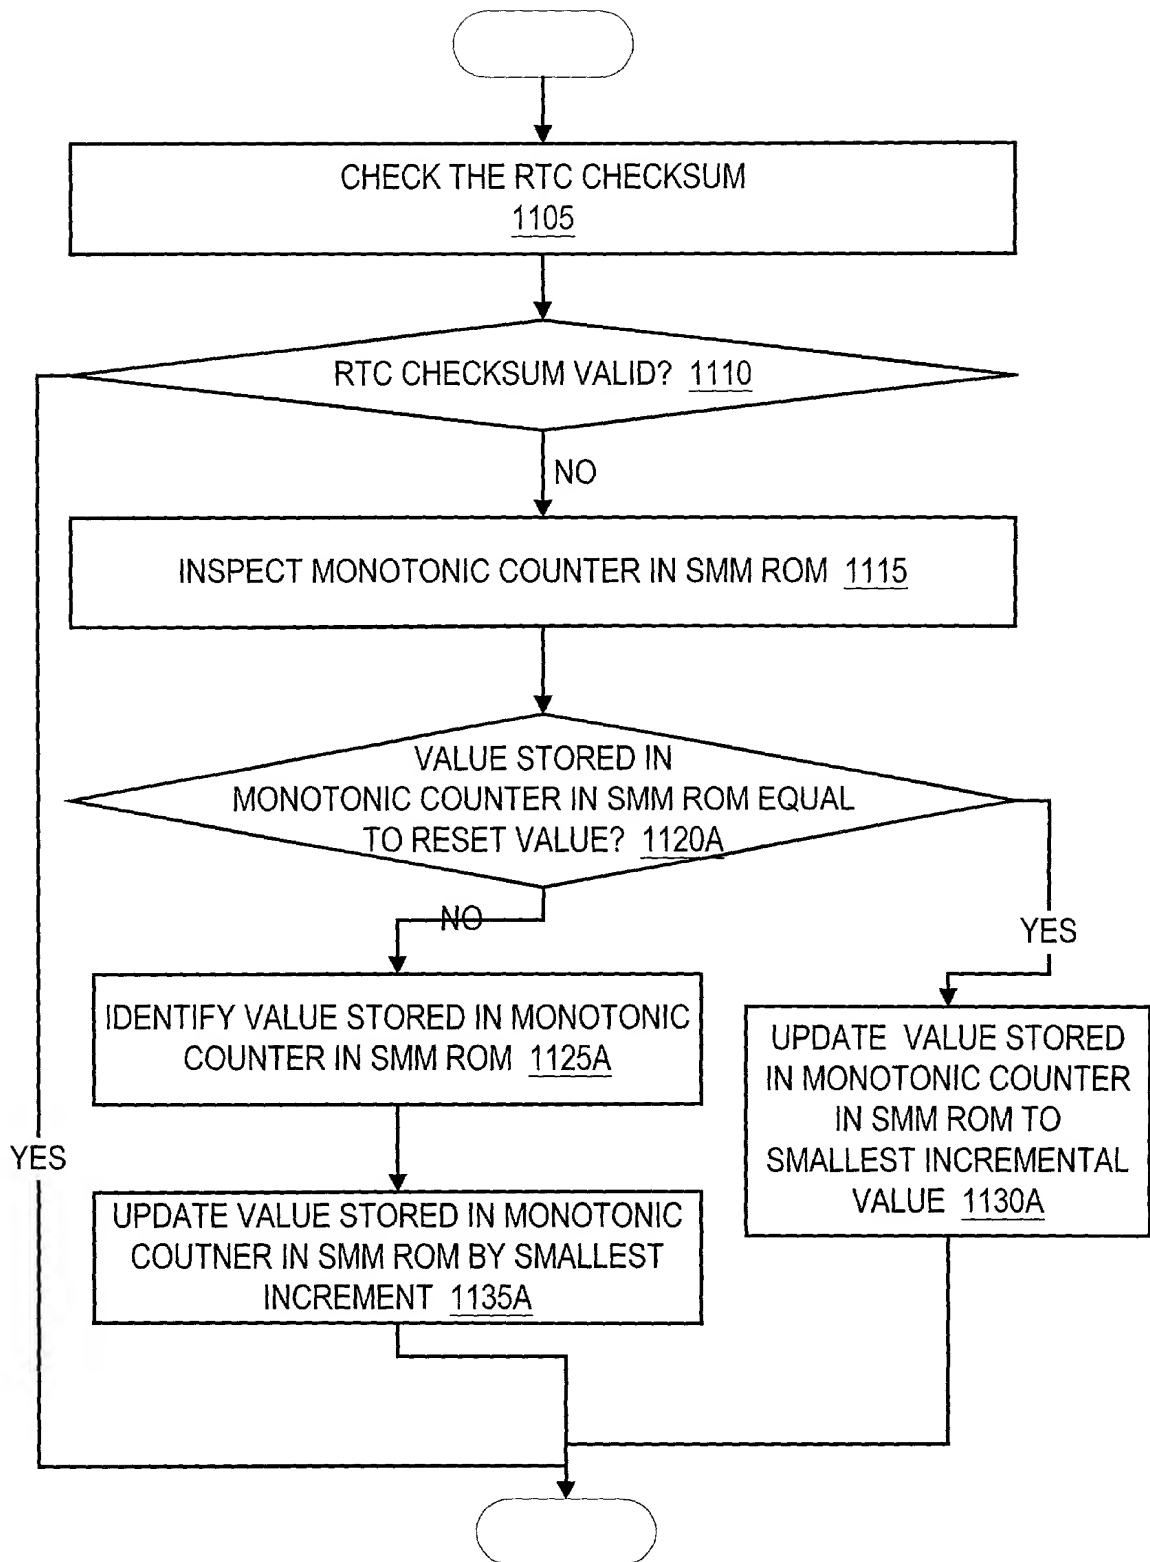 CHECK THE RTC CHECKSUM
1105
RTC CHECKSUM VALID? 1110
NO
INSPECT MONOTONIC COUNTER IN SMM ROM 1115
VALUE STORED IN
MONOTONIC COUNTER IN SMM ROM EQUAL
TO RESET VALUE? 1120A
NO
YES
IDENTIFY VALUE STORED IN MONOTONIC
COUNTER IN SMM ROM 1125A
UPDATE VALUE STORED
IN MONOTONIC COUNTER
IN SMM ROM TO
SMALLEST INCREMENTAL
VALUE 1130A
YES
UPDATE VALUE STORED IN MONOTONIC
COUTNER IN SMM ROM BY SMALLEST
INCREMENT 1135A